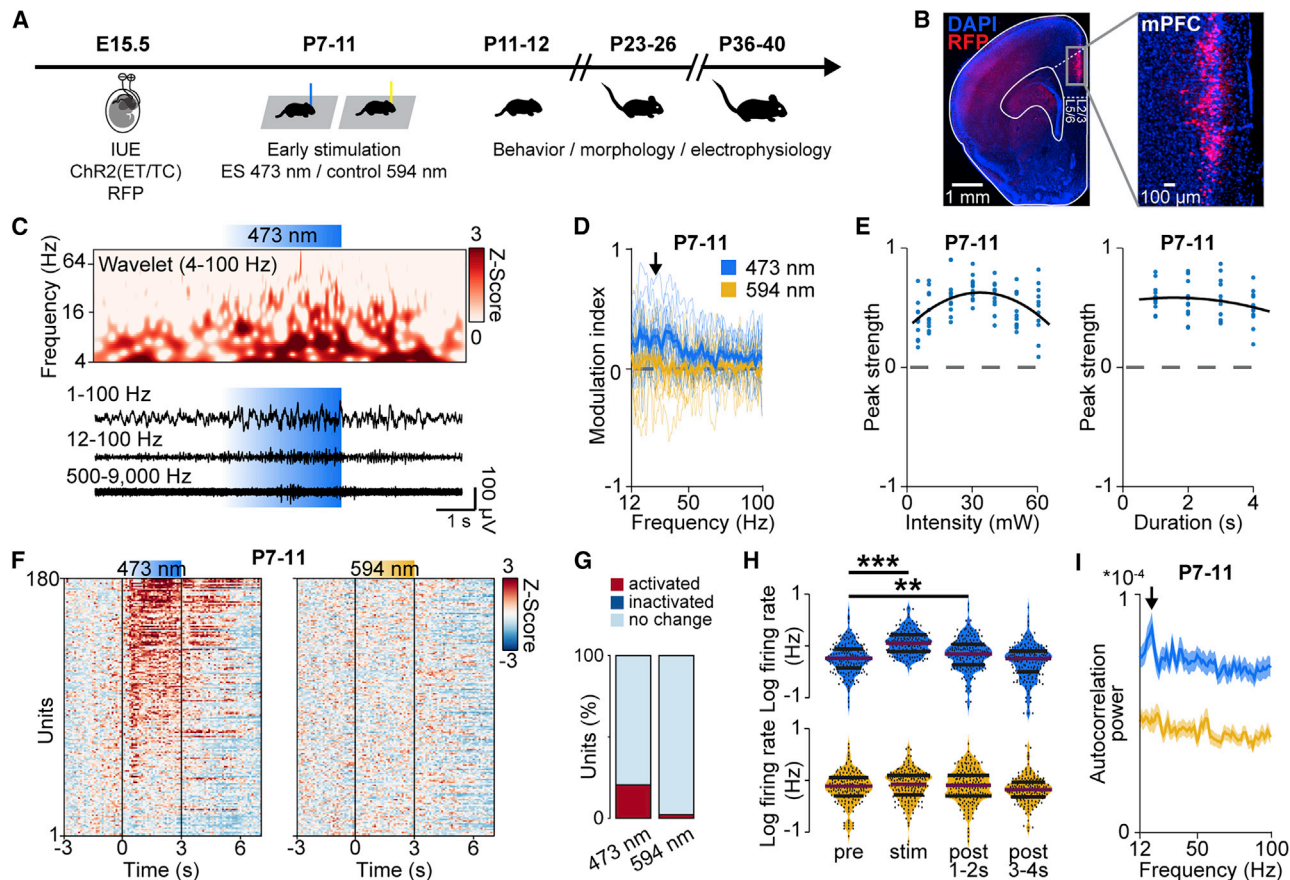 A
E15.5 P7-11 P11-12 P23-26 P36-40
IUE
ChR2(ET/TC)
RFP
Early stimulation
ES 473 nm / control 594 nm
Behavior / morphology / electrophysiology
B
DAPI
RFP
L2/3
L5/6
1 mm
mPFC
100 µm
C
473 nm
Wavelet (4-100 Hz)
Frequency (Hz)
64
16
4
3
0
Z-Score
1-100 Hz
12-100 Hz
500-9,000 Hz
100 µV
1 s
D
P7-11
473 nm
594 nm
Modulation index
1
0
-1
12 50 100
Frequency (Hz)
E
P7-11
Peak strength
1
0
-1
0 30 60
Intensity (mW)
P7-11
Peak strength
1
0
-1
0 2 4
Duration (s)
F
P7-11
473 nm
594 nm
Units
180
1
-3 0 3 6
Time (s)
-3 0 3 6
Time (s)
3
-3
Z-Score
G
activated
inactivated
no change
Units (%)
100
0
473 nm
594 nm
H
***
**
Log firing rate (Hz)
1
-1
Log firing rate (Hz)
1
-1
pre
stim
post 1-2s
post 3-4s
I
P7-11
*10-4
Autocorrelation power
1
0
12 50 100
Frequency (Hz)